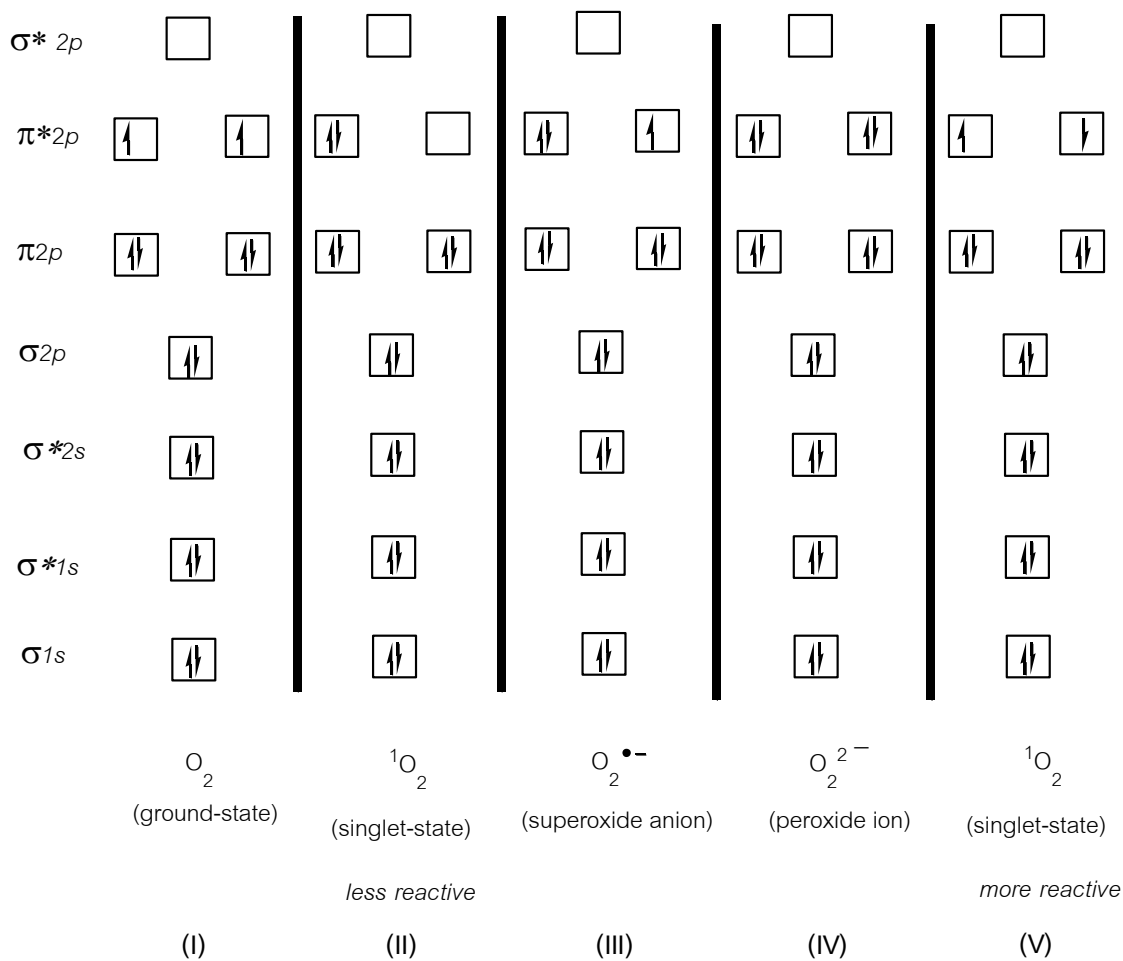 σ* 2p
π*2p
π2p
σ2p
σ*2s
σ*1s
σ1s
O2 ¹O2 O2•− O2²− ¹O2
(ground-state) (singlet-state) (superoxide anion) (peroxide ion) (singlet-state)
less reactive more reactive
(I) (II) (III) (IV) (V)